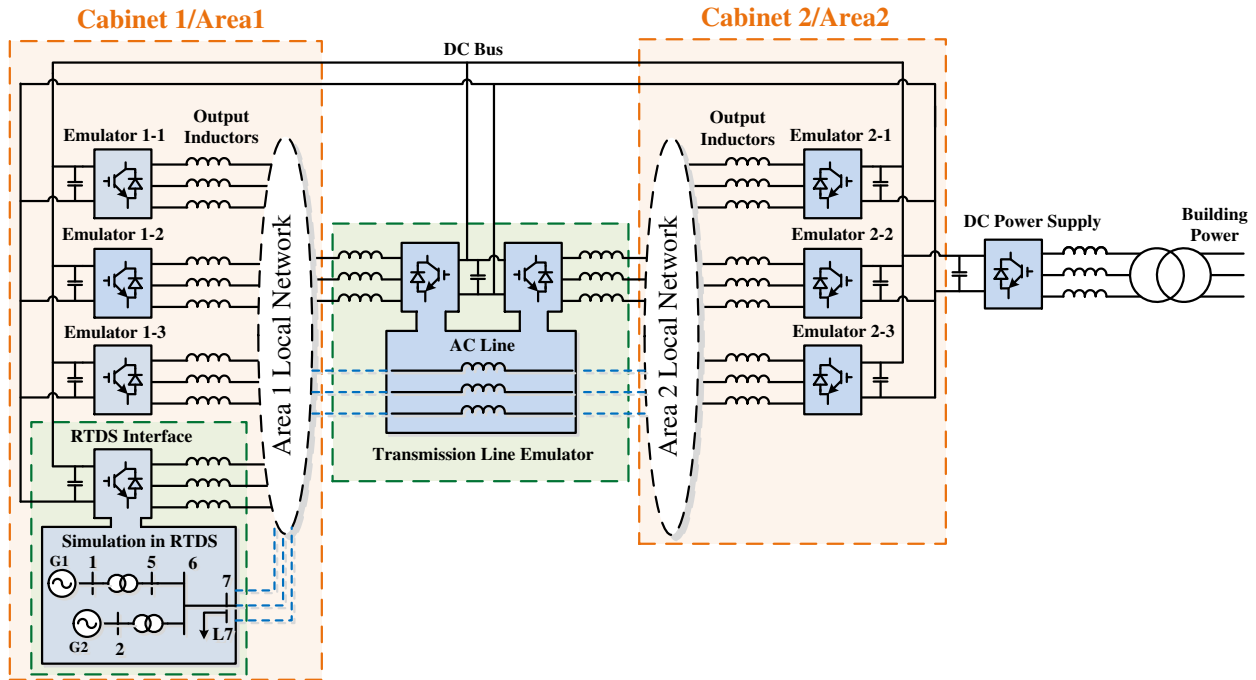 Cabinet 1/Area1
Cabinet 2/Area2
DC Bus
Emulator 1-1
Output
Inductors
Emulator 1-2
Emulator 1-3
Area 1 Local Network
RTDS Interface
Simulation in RTDS
G1
1
5
6
7
G2
2
L7
AC Line
Transmission Line Emulator
Area 2 Local Network
Output
Inductors
Emulator 2-1
Emulator 2-2
Emulator 2-3
DC Power Supply
Building
Power